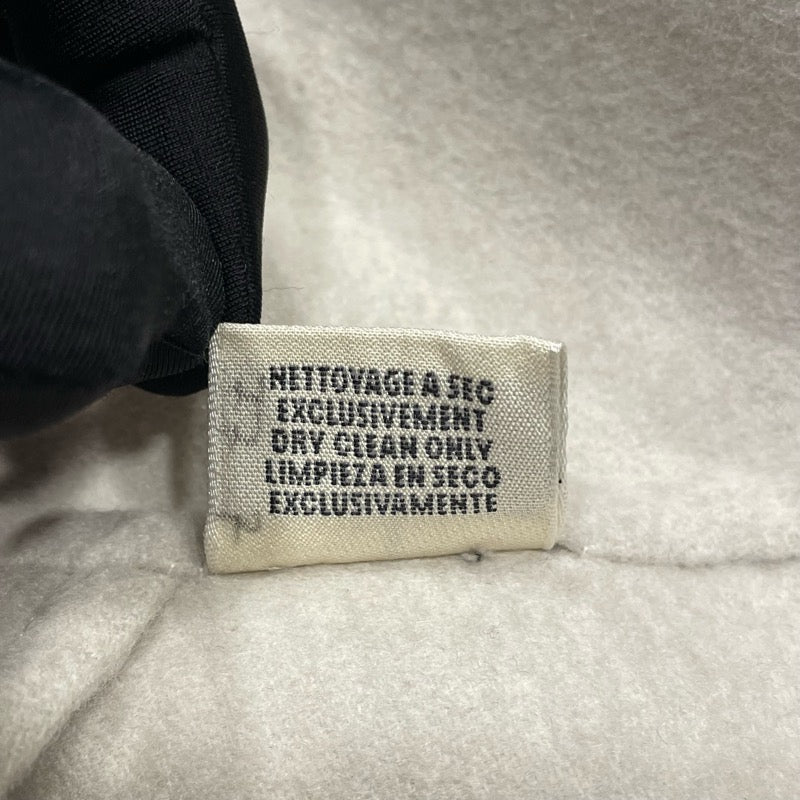 NETTOYAGE A SEC
EXCLUSIVEMENT
DRY CLEAN ONLY
LIMPIEZA EN SECO
EXCLUSIVAMENTE